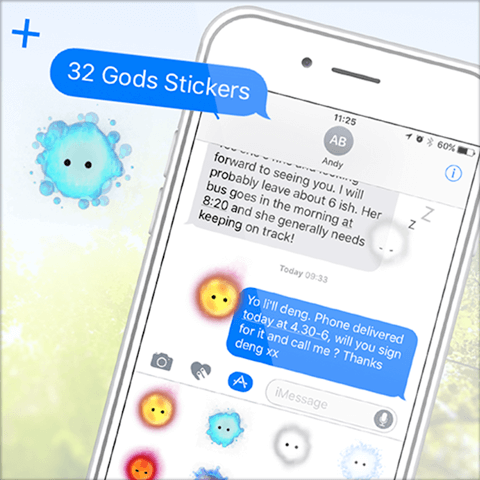 +
32 Gods Stickers
11:25
60%
AB
Andy
i
forward to seeing you. I will
probably leave about 6 ish. Her
bus goes in the morning at
8:20 and she generally needs
keeping on track!
Z
z
Today 09:33
Yo li'll deng. Phone delivered
today at 4.30-6, will you sign
for it and call me ? Thanks
deng xx
iMessage